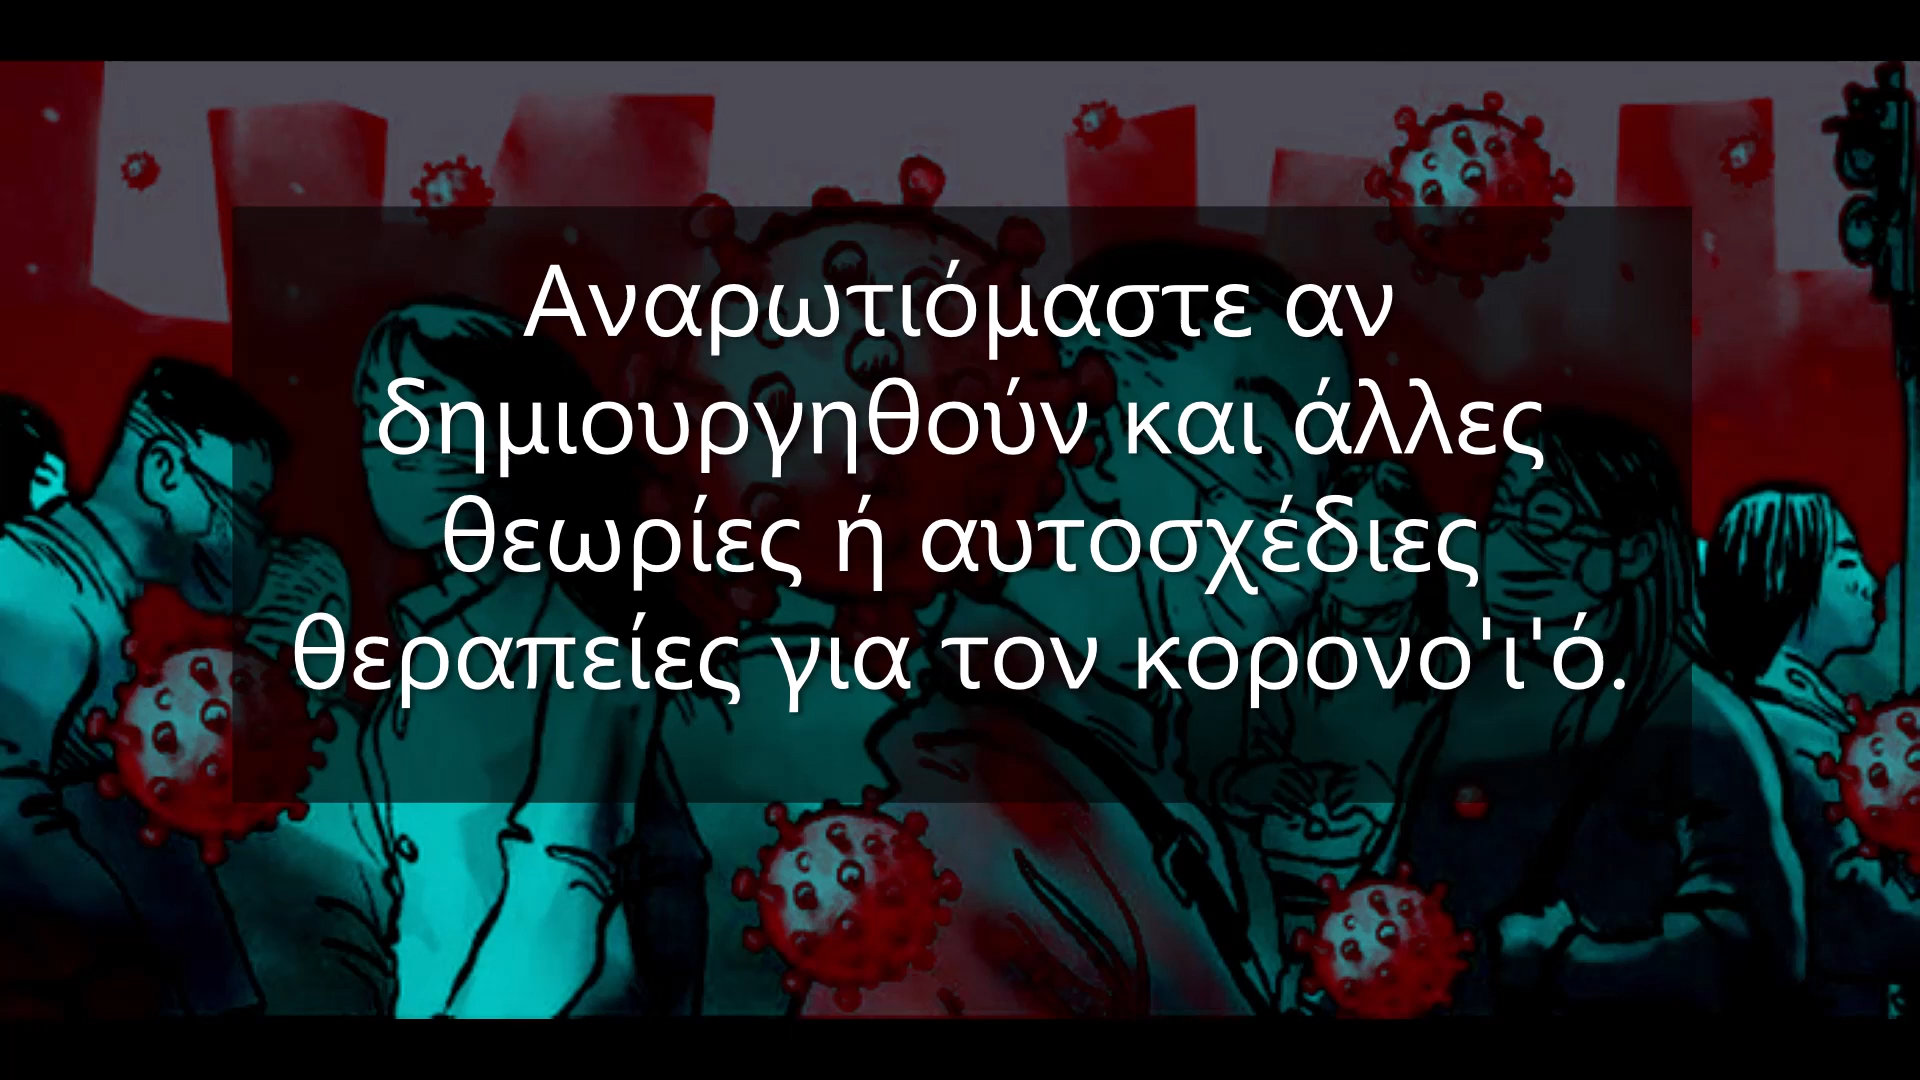 Αναρωτιόμαστε αν
δημιουργηθούν και άλλες
θεωρίες ή αυτοσχέδιες
θεραπείες για τον κορονο'ι'ό.